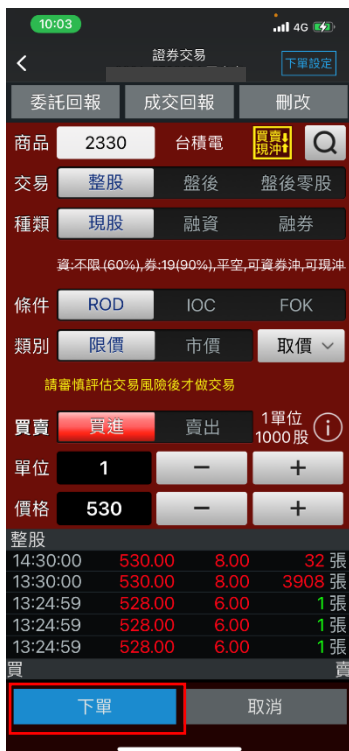 10:03 4G
證券交易
下單設定
委託回報 成交回報 刪改
商品 2330 台積電 買賣現沖
交易 整股 盤後 盤後零股
種類 現股 融資 融券
資:不限(60%),券:19(90%),平空,可資券沖,可現沖
條件 ROD IOC FOK
類別 限價 市價 取價
請審慎評估交易風險後才做交易
買賣 買進 賣出 1單位 1000股 i
單位 1 − +
價格 530 − +
整股
14:30:00 530.00 8.00 32 張
13:30:00 530.00 8.00 3908 張
13:24:59 528.00 6.00 1 張
13:24:59 528.00 6.00 1 張
13:24:59 528.00 6.00 1 張
買 賣
下單 取消